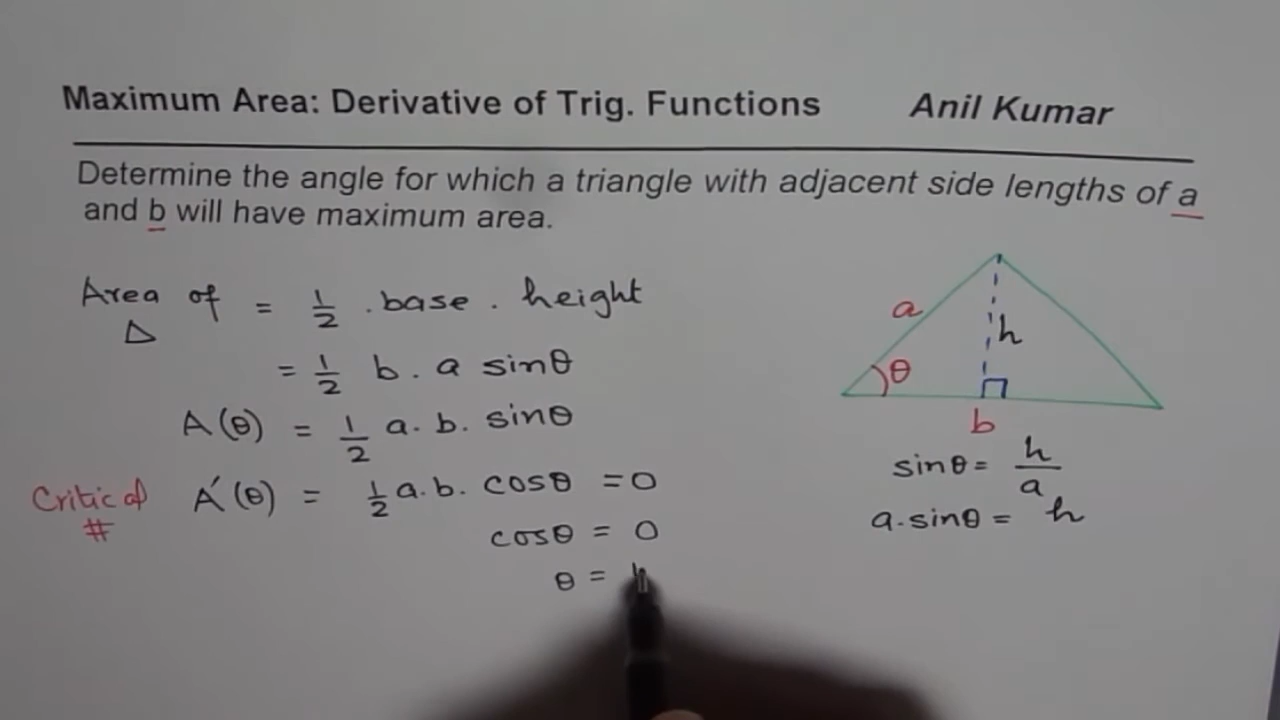 Maximum Area: Derivative of Trig. Functions Anil Kumar
Determine the angle for which a triangle with adjacent side lengths of a
and b will have maximum area.
Area of = 1/2 . base . height
△
= 1/2 b . a sinθ
A(θ) = 1/2 a. b. sinθ
Critical A′(θ) = 1/2 a. b. cosθ = 0
#
cosθ = 0
θ =
a
h
θ
b
sinθ = h/a
a. sinθ = h